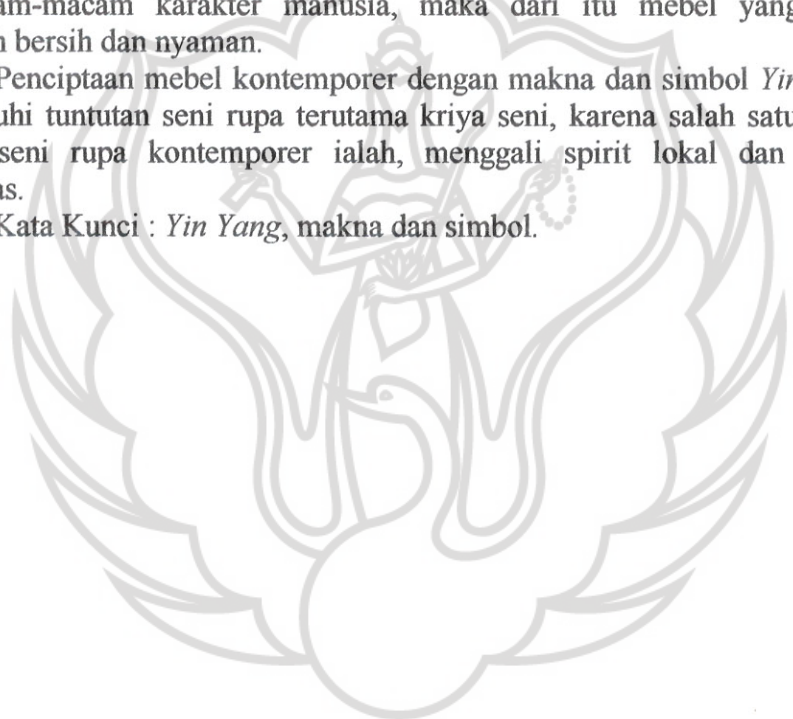 am-macam karakter manusia, maka dari itu mebel yang
bersih dan nyaman.
Penciptaan mebel kontemporer dengan makna dan simbol Yin
uhi tuntutan seni rupa terutama kriya seni, karena salah satu
seni rupa kontemporer ialah, menggali spirit lokal dan
as.
Kata Kunci : Yin Yang, makna dan simbol.